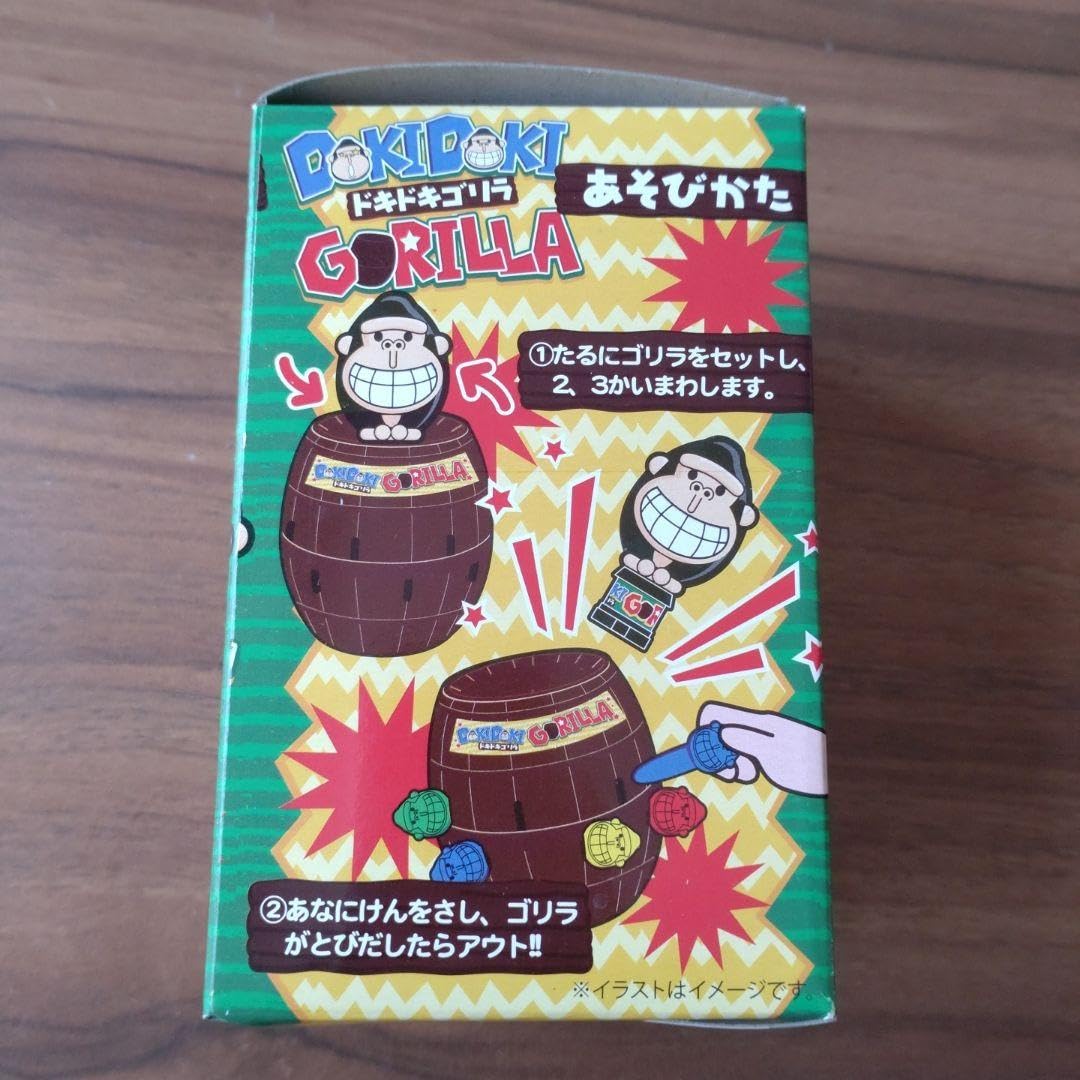 DOKIDOKI
ドキドキゴリラ
GORILLA
あそびかた
①たるにゴリラをセットし、
2、3かいまわします。
DOKIDOKI GORILLA
ドキドキゴリラ
KI GOR
DOKIDOKI GORILLA
ドキドキゴリラ
②あなにけんをさし、ゴリラ
がとびだしたらアウト!!
※イラストはイメージです。